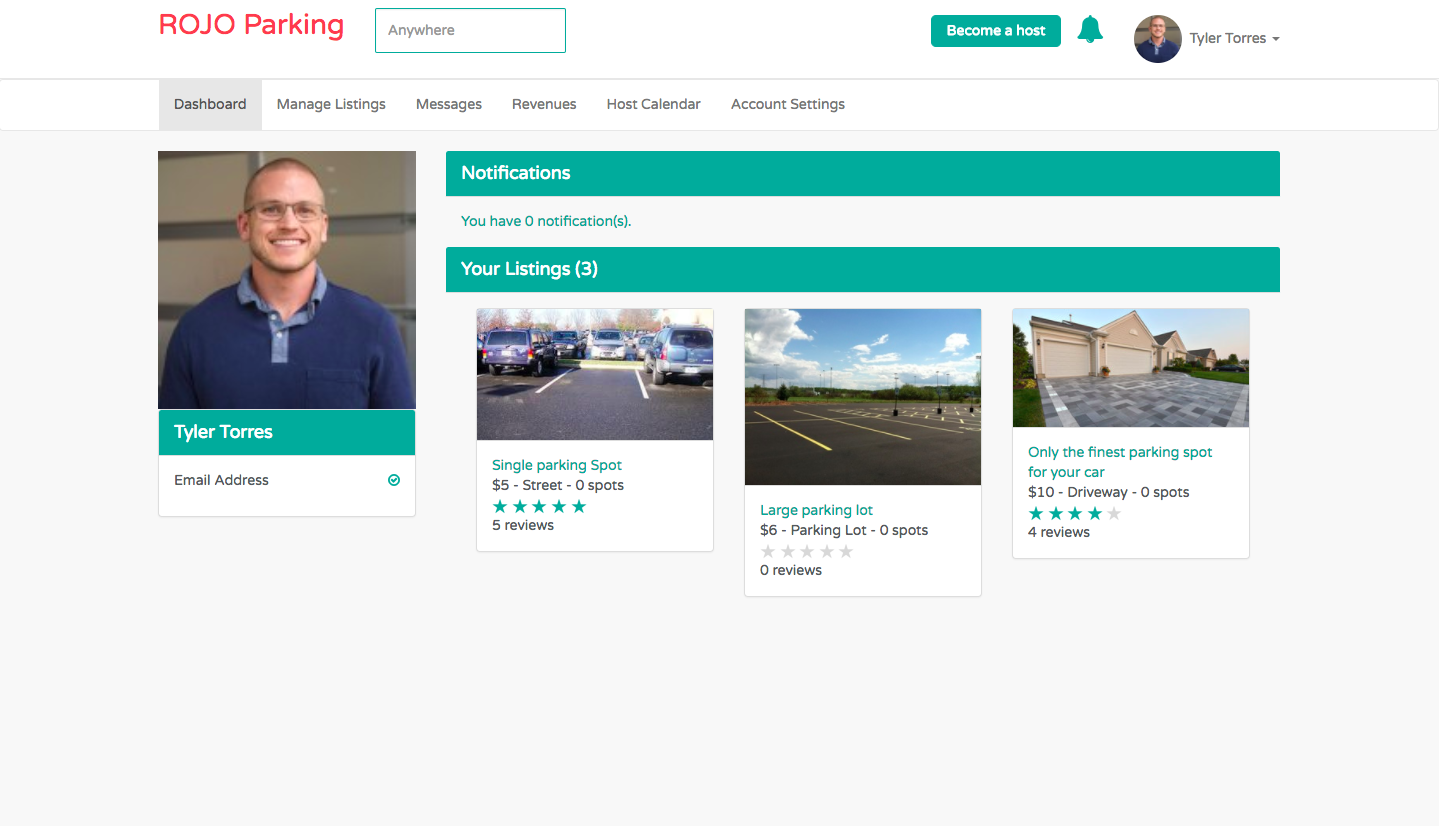 ROJO Parking
Anywhere
Become a host
Tyler Torres
Dashboard
Manage Listings
Messages
Revenues
Host Calendar
Account Settings
Tyler Torres
Email Address
Notifications
You have 0 notification(s).
Your Listings (3)
Single parking Spot
$5 - Street - 0 spots
5 reviews
Large parking lot
$6 - Parking Lot - 0 spots
0 reviews
Only the finest parking spot
for your car
$10 - Driveway - 0 spots
4 reviews